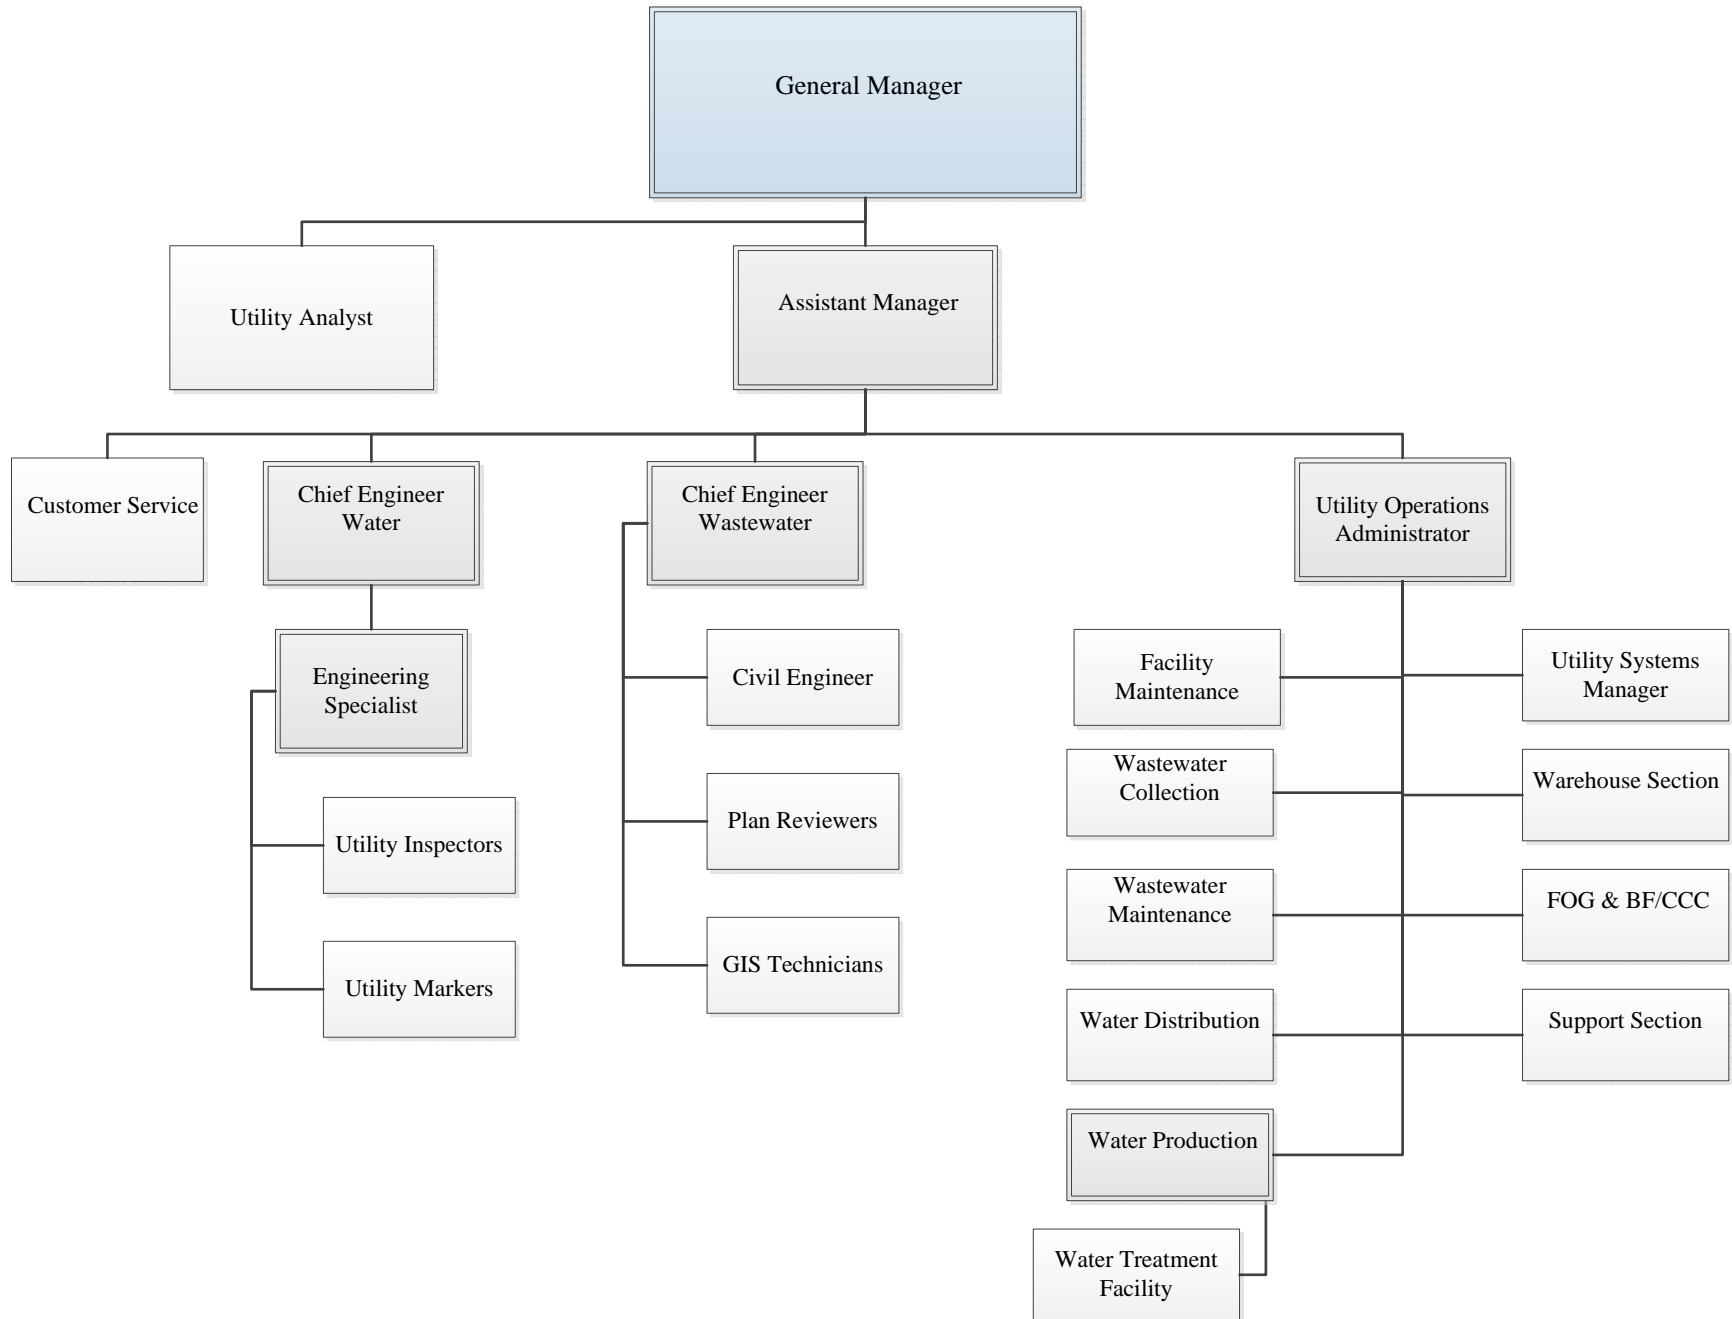 General Manager
Utility Analyst
Assistant Manager
Customer Service
Chief Engineer
Water
Chief Engineer
Wastewater
Utility Operations
Administrator
Engineering
Specialist
Utility Inspectors
Utility Markers
Civil Engineer
Plan Reviewers
GIS Technicians
Facility
Maintenance
Wastewater
Collection
Wastewater
Maintenance
Water Distribution
Water Production
Water Treatment
Facility
Utility Systems
Manager
Warehouse Section
FOG & BF/CCC
Support Section